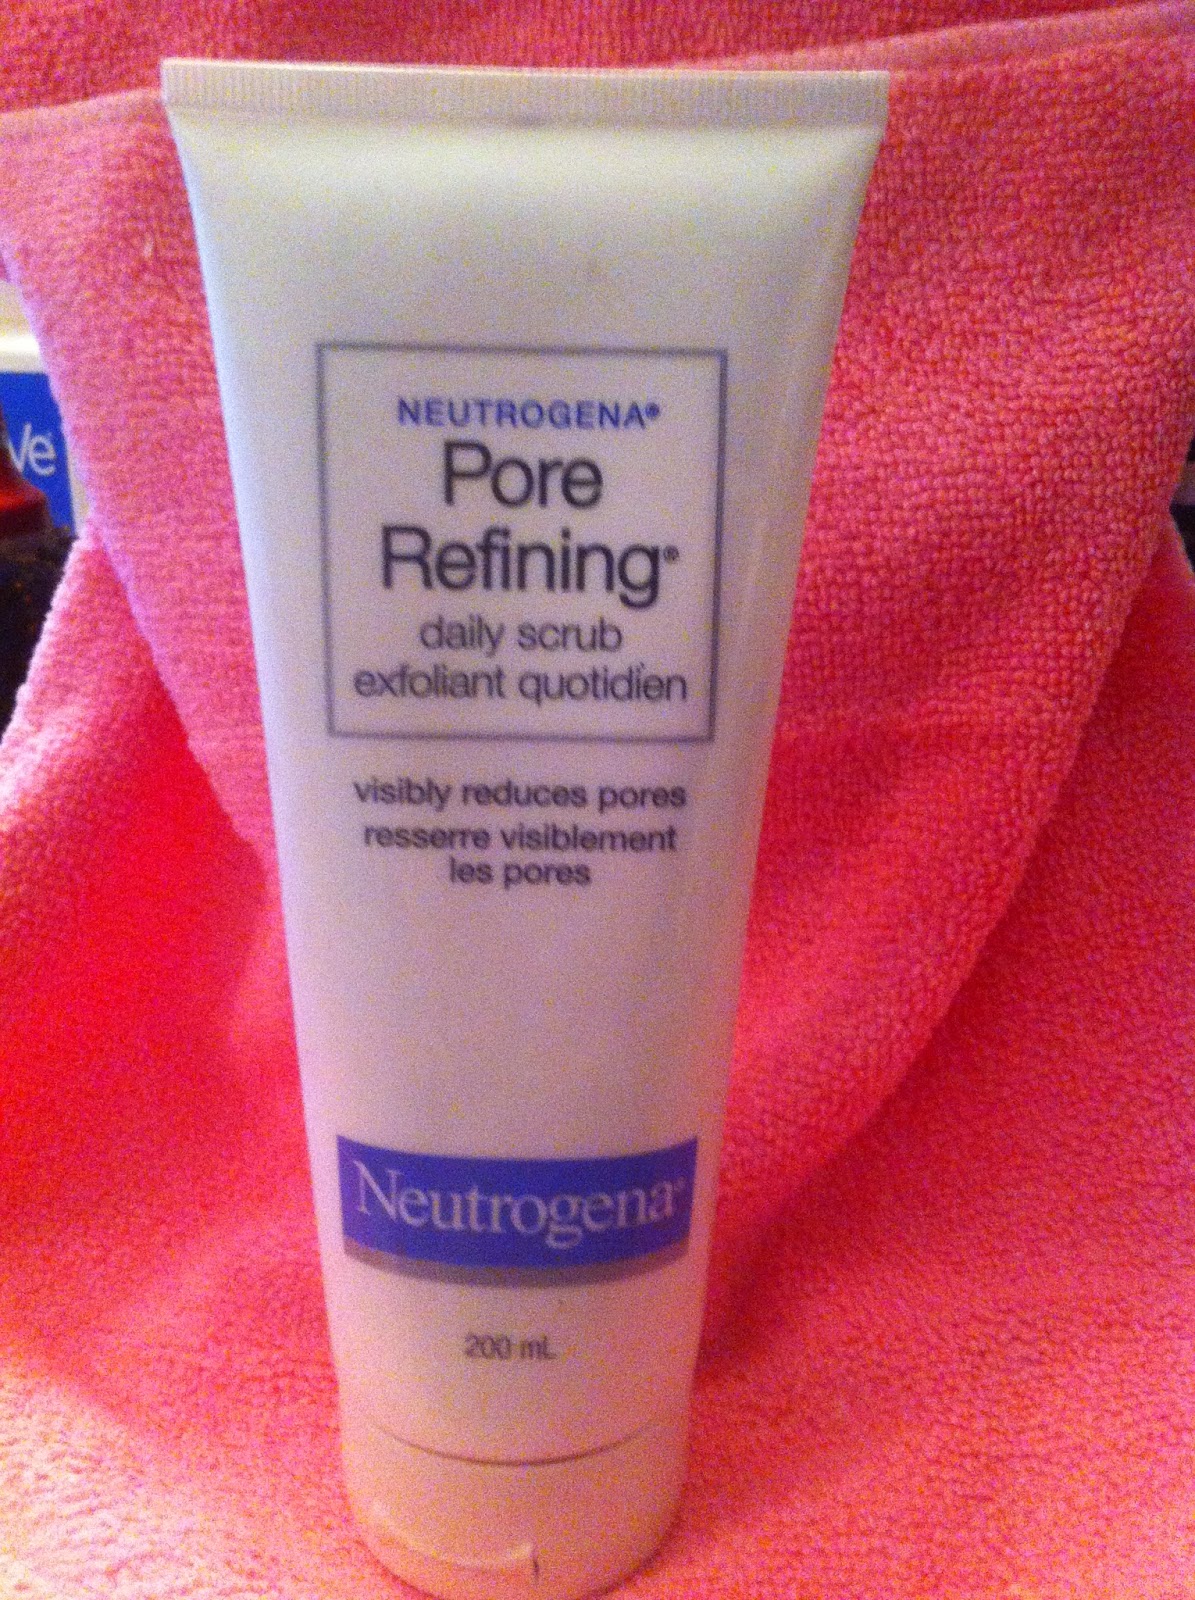 NEUTROGENA®
Pore
Refining®
daily scrub
exfoliant quotidien
visibly reduces pores
resserre visiblement
les pores
Neutrogena®
200 mL